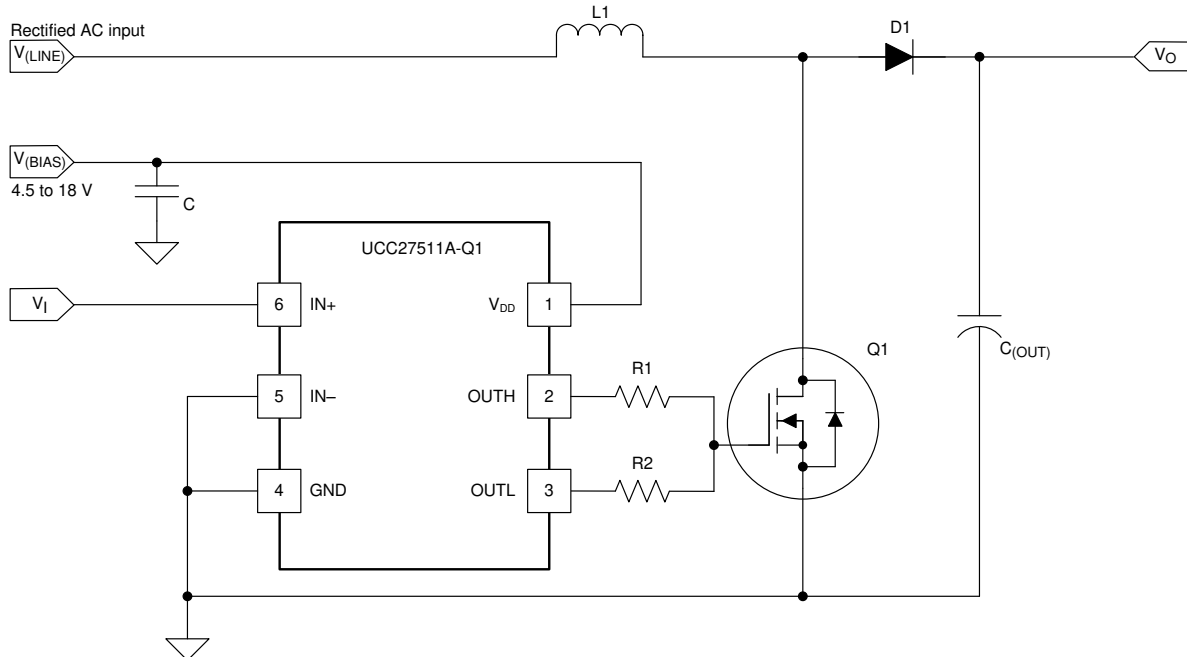 L1
D1
Rectified AC input
V(LINE)
VO
V(BIAS)
4.5 to 18 V
C
UCC27511A-Q1
VI
6 IN+
VDD 1
C(OUT)
Q1
R1
5 IN–
OUTH 2
R2
4 GND
OUTL 3